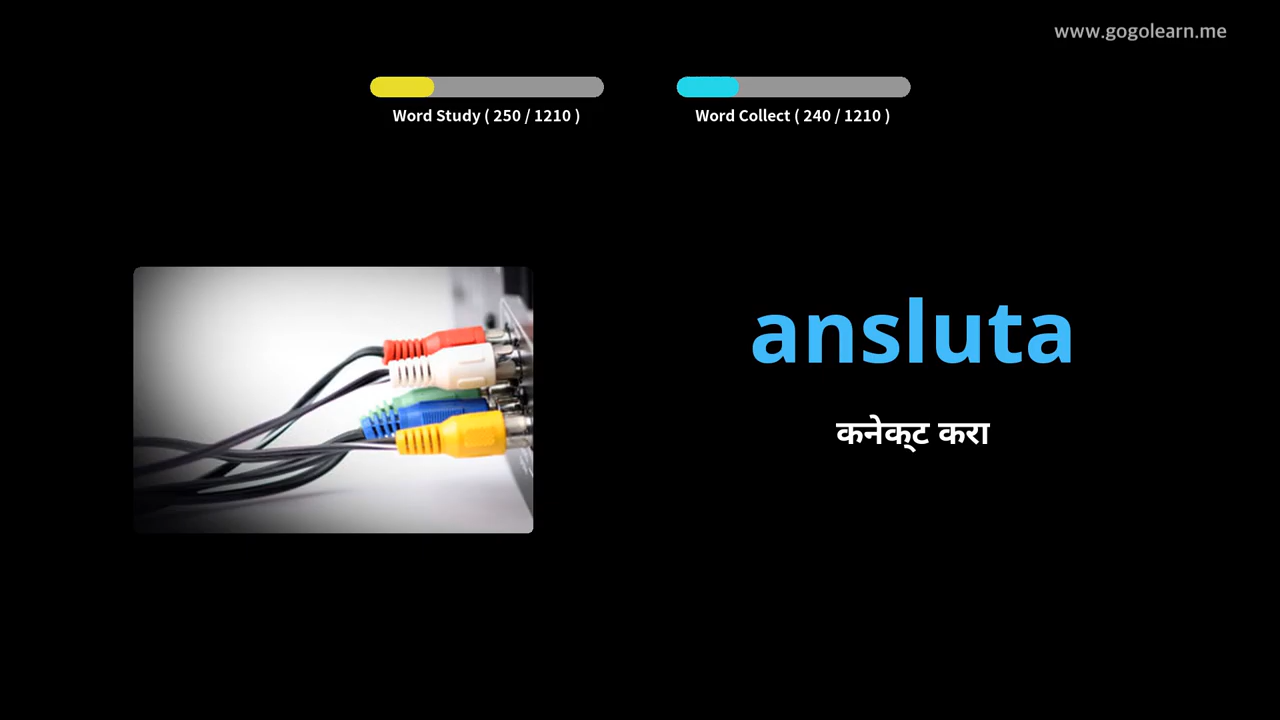 www.gogolearn.me
Word Study ( 250 / 1210 )
Word Collect ( 240 / 1210 )
ansluta
कनेक्ट करा